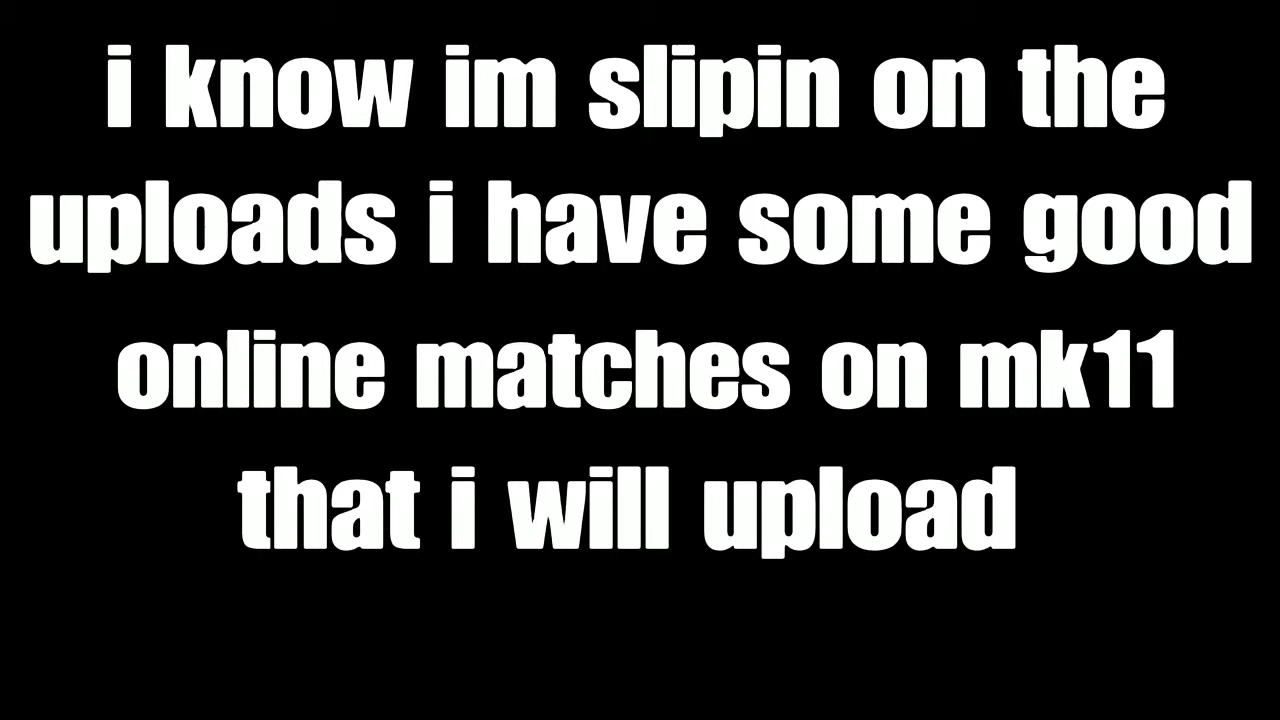 i know im slipin on the
uploads i have some good
online matches on mk11
that i will upload